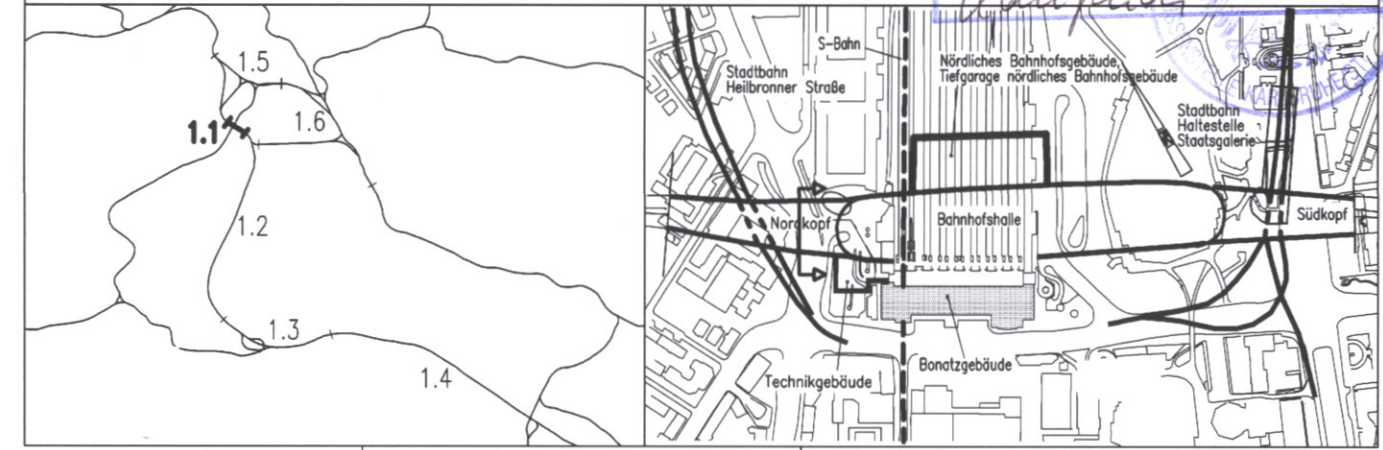 1.5
1.1
1.6
1.2
1.3
1.4
S-Bahn
Stadtbahn
Heilbronner Straße
Nördliches Bahnhofsgebäude,
Tiefgarage nördliches Bahnhofsgebäude
Stadtbahn
Haltestelle
Staatsgalerie
Nordkopf
Bahnhofshalle
Südkopf
Technikgebäude
Bonatzgebäude